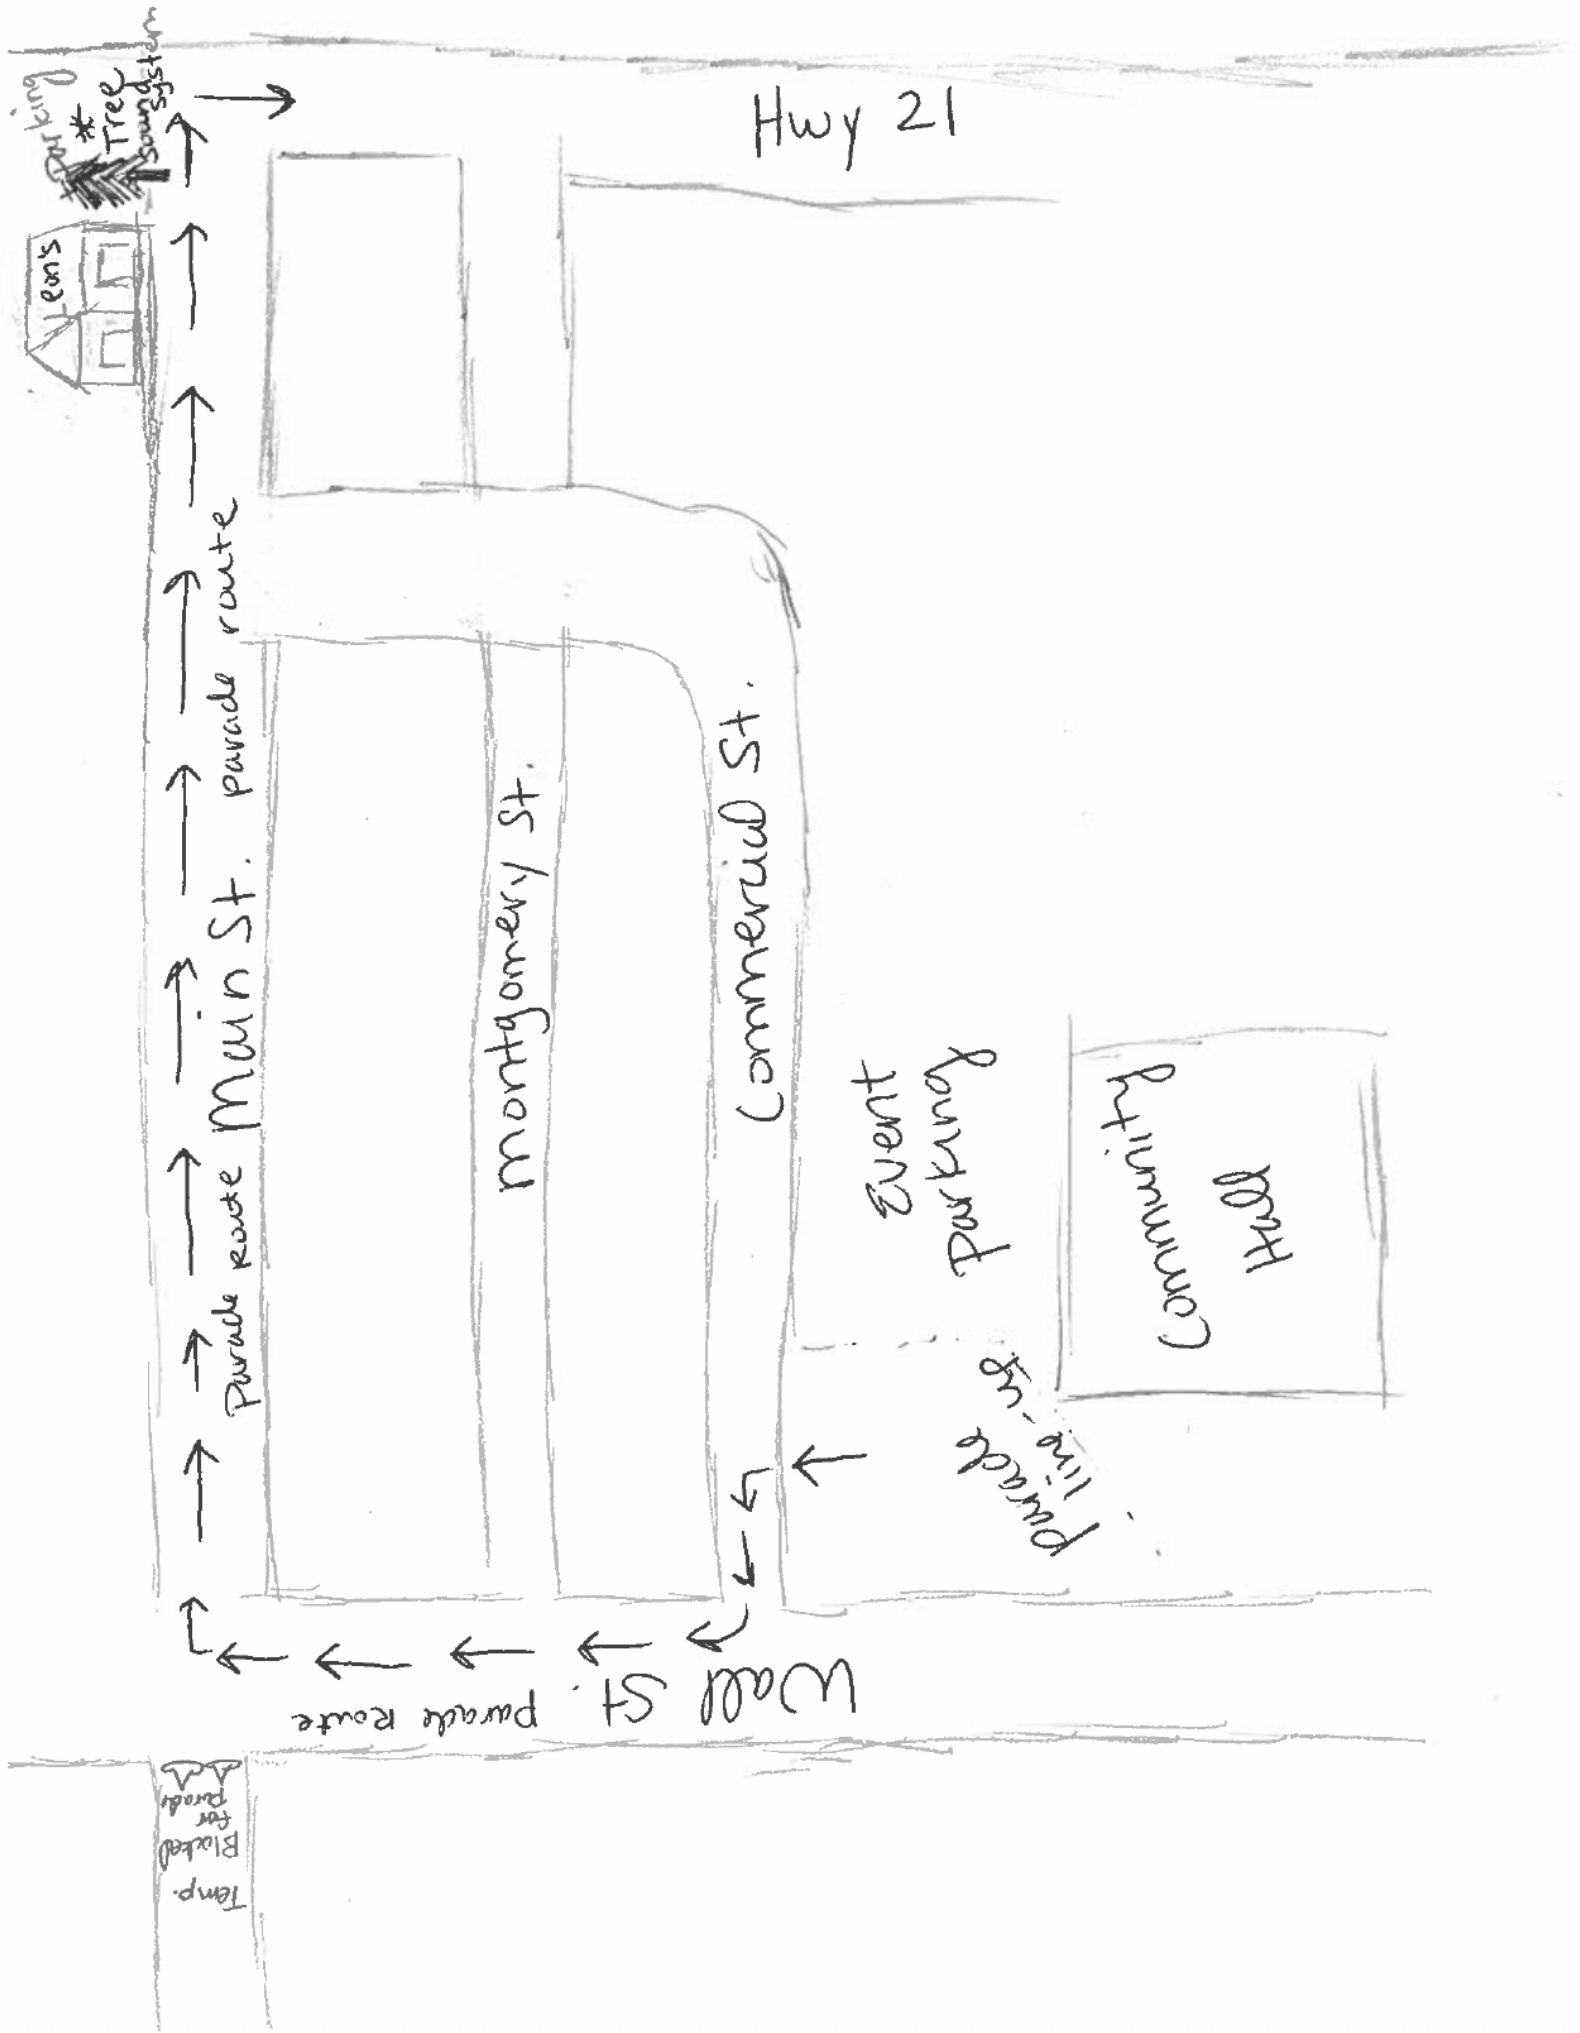 Parking
*
Tree
Sound
System
Leon's
Hwy 21
Parade Route Main St. parade route
Montgomery St.
Commercial St.
Event
Parking
Community
Hall
parade
line-up
Wall St. parade Route
Temp.
Blocked
for
parade